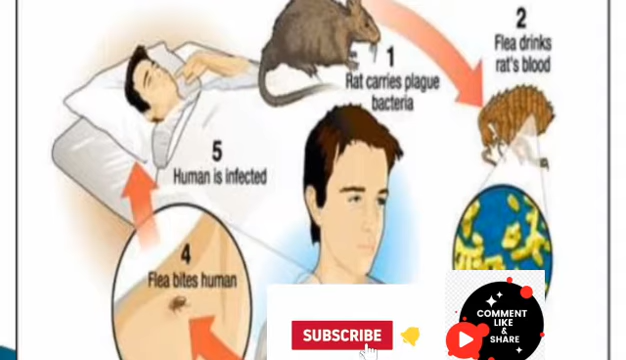 1
Rat carries plague
bacteria
2
Flea drinks
rat's blood
4
Flea bites human
5
Human is infected
SUBSCRIBE
COMMENT
LIKE
&
SHARE